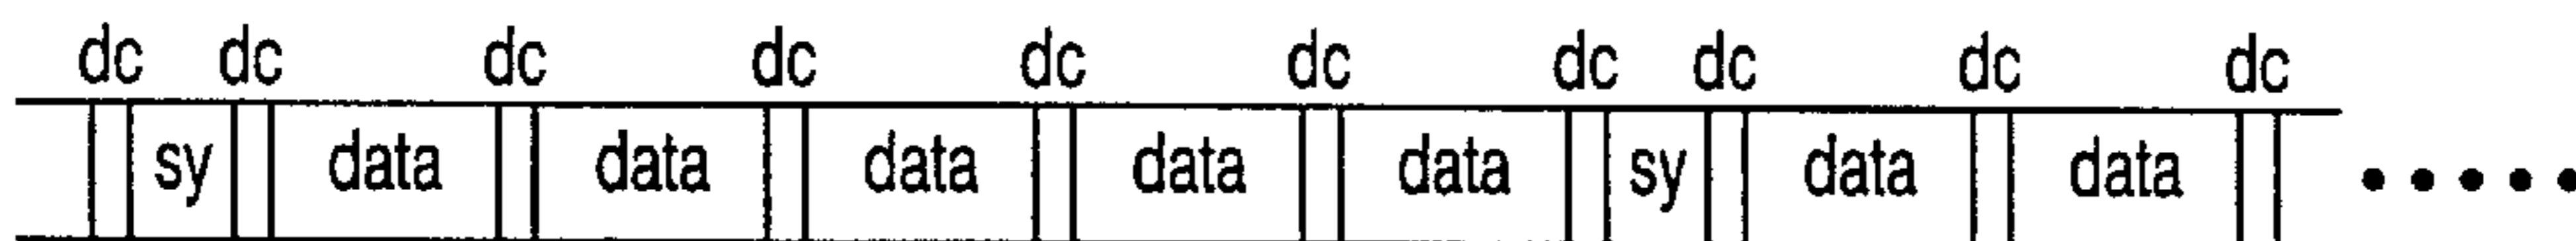 dc dc dc dc dc dc dc dc dc dc
sy data data data data data sy data data .....